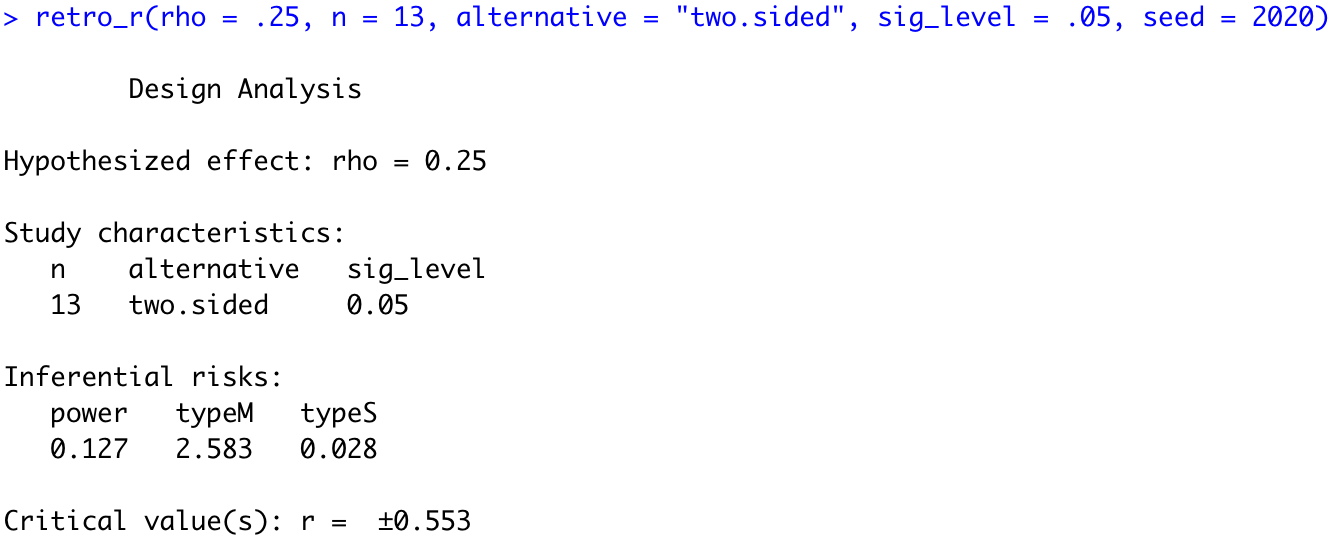 > retro_r(rho = .25, n = 13, alternative = "two.sided", sig_level = .05, seed = 2020)
Design Analysis
Hypothesized effect: rho = 0.25
Study characteristics:
n alternative sig_level
13 two.sided 0.05
Inferential risks:
power typeM typeS
0.127 2.583 0.028
Critical value(s): r = ±0.553